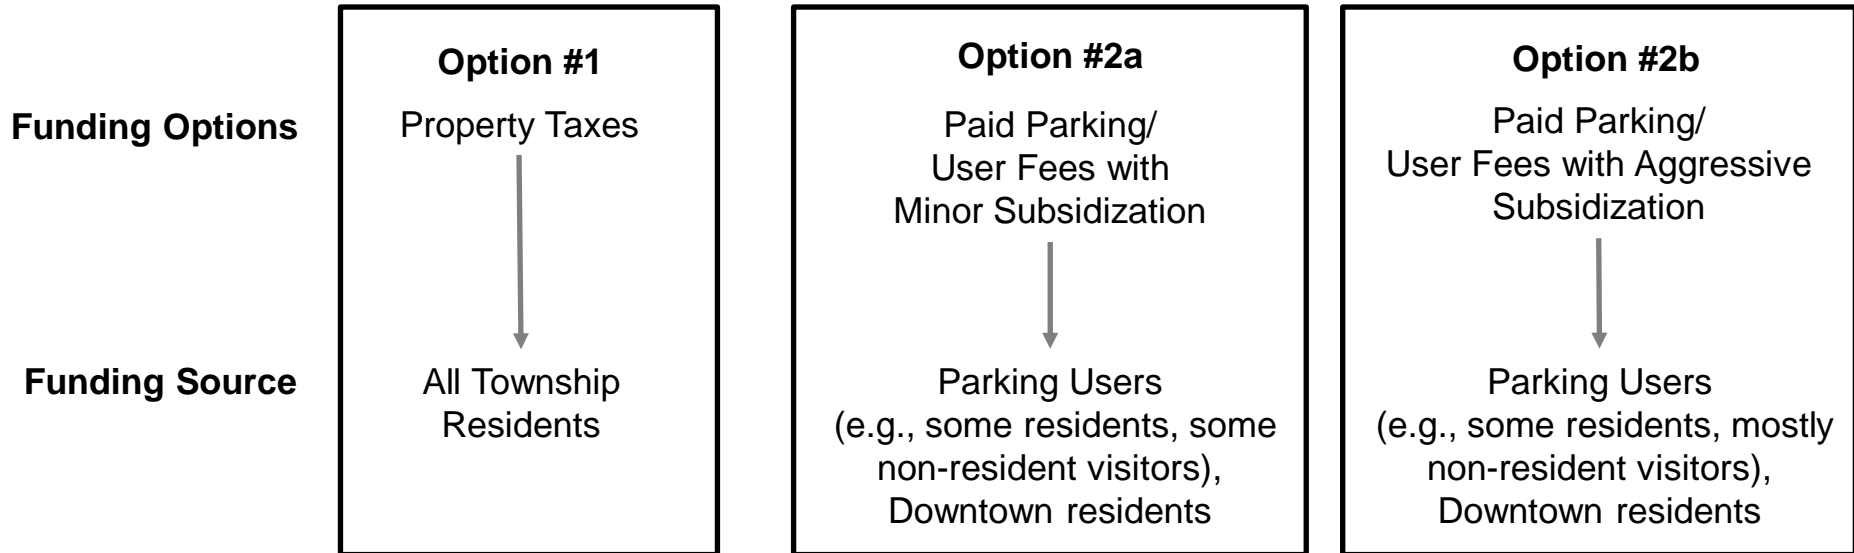 Option #1
Option #2a
Option #2b
Funding Options
Property Taxes
Paid Parking/
User Fees with
Minor Subsidization
Paid Parking/
User Fees with Aggressive
Subsidization
Funding Source
All Township
Residents
Parking Users
(e.g., some residents, some
non-resident visitors),
Downtown residents
Parking Users
(e.g., some residents, mostly
non-resident visitors),
Downtown residents